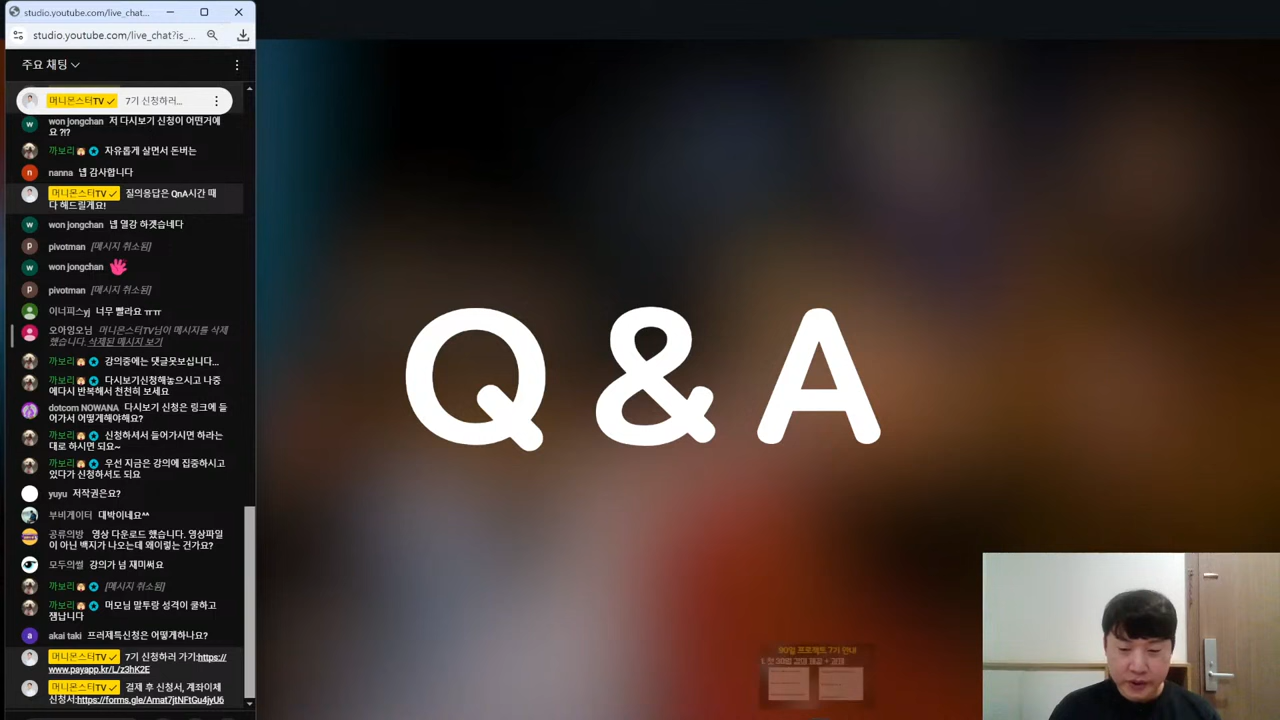 studio.youtube.com/live_chat...
studio.youtube.com/live_chat?is_...
주요 채팅
머니몬스터TV 7기 신청하러...
won jongchan 저 다시보기 신청이 어떤거예
요 ?!?
까보리 자유롭게 살면서 돈버는
nanna 넵 감사합니다
머니몬스터TV 질의응답은 QnA시간 때
다 해드릴게요!
won jongchan 넵 열강 하겟습네다
pivotman [메시지 취소됨]
won jongchan
pivotman [메시지 취소됨]
이너피스yj 너무 빨라요 ㅠㅠ
오아잉오님 머니몬스터TV님이 메시지를 삭제
했습니다. 삭제된 메시지 보기
까보리 강의중에는 댓글못보십니다...
까보리 다시보기신청해놓으시고 나중
에다시 반복해서 천천히 보세요
dotcom NOWANA 다시보기 신청은 링크에 들
어가서 어떻게해야해요?
까보리 신청하셔서 들어가시면 하라는
대로 하시면 되요~
까보리 우선 지금은 강의에 집중하시고
있다가 신청하셔도 되요
yuyu 저작권은요?
부비게이터 대박이네요^^
공류의방 영상 다운로드 했습니다. 영상파일
이 아닌 백지가 나오는데 왜이렇는 건가요?
모두의썰 강의가 넘 재미써요
까보리 [메시지 취소됨]
까보리 머모님 말투랑 성격이 쿨하고
잼납니다
akai taki 프러제특신청은 어떻게하나요?
머니몬스터TV 7기 신청하러 가기:https://
www.payapp.kr/L/z3hK2E
머니몬스터TV 결제 후 신청서, 계좌이체
신청서:https://forms.gle/Amat7jtNFtGu4jyU6
Q & A
90일 프로젝트 7기 안내